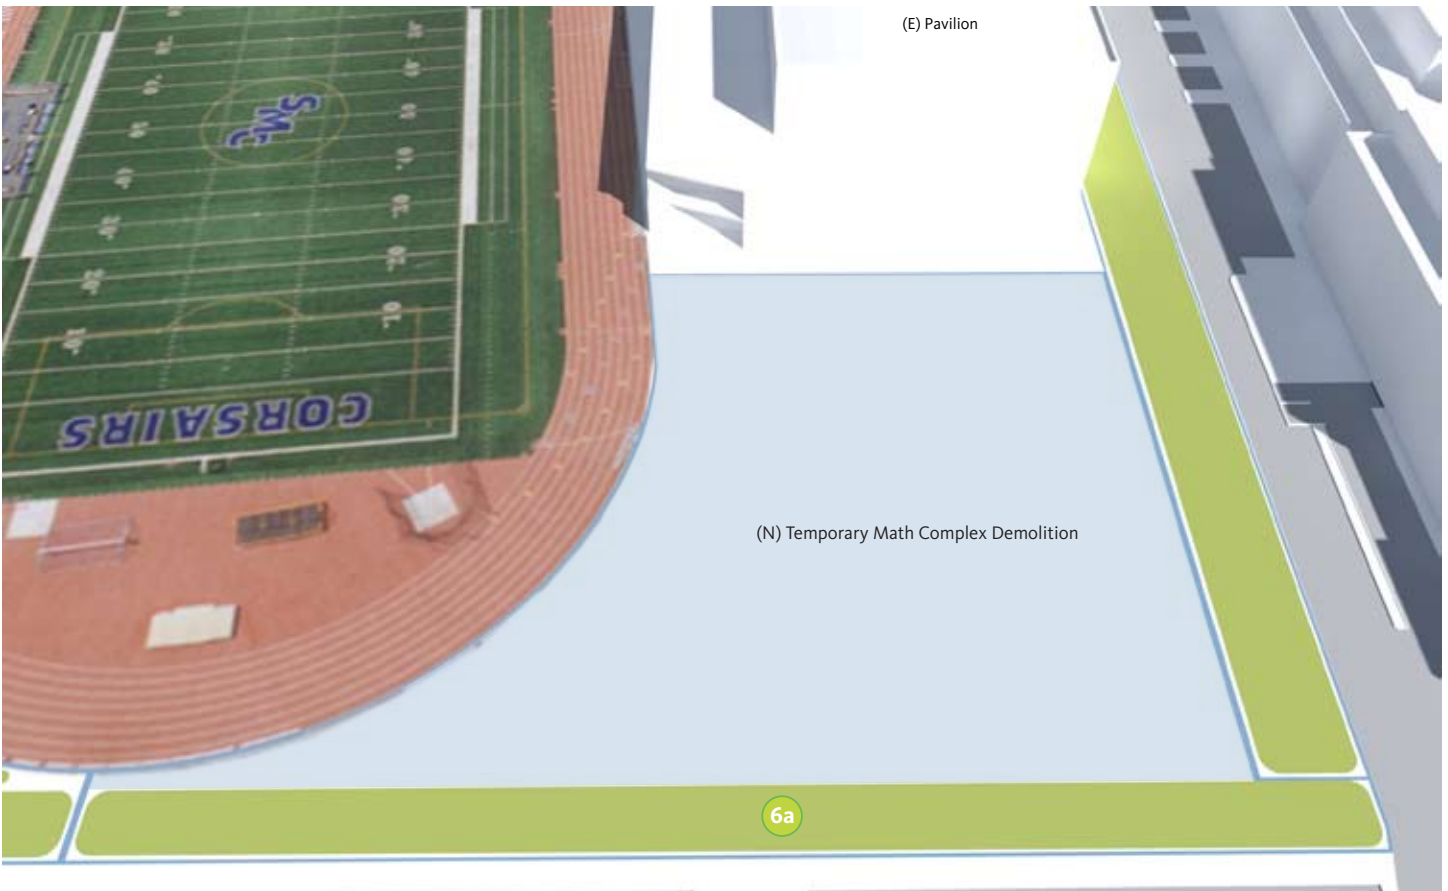 (E) Pavilion
SMC
CORSAIRS
(N) Temporary Math Complex Demolition
6a